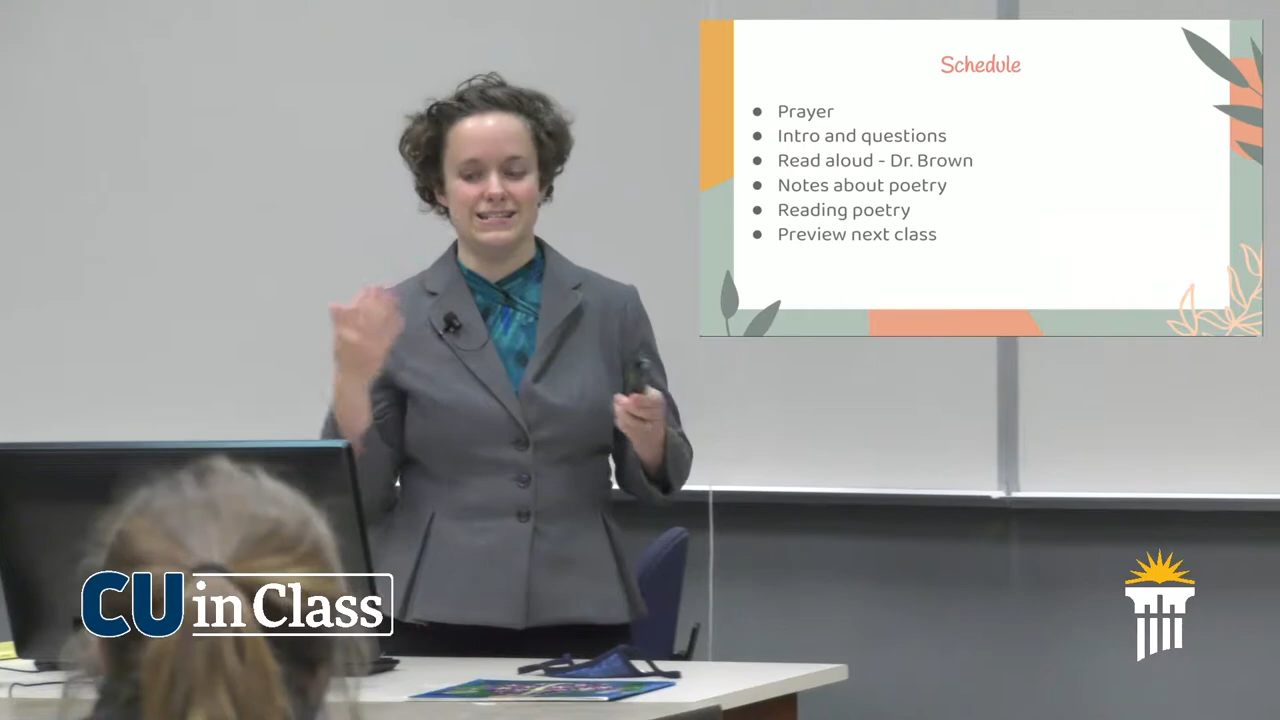 Schedule
● Prayer
● Intro and questions
● Read aloud - Dr. Brown
● Notes about poetry
● Reading poetry
● Preview next class
CU in Class